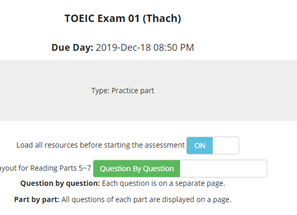 TOEIC Exam 01 (Thach)
Due Day: 2019-Dec-18 08:50 PM
Type: Practice part
Load all resources before starting the assessment ON
ayout for Reading Parts 5~7 Question By Question
Question by question: Each question is on a separate page.
Part by part: All questions of each part are displayed on a page.